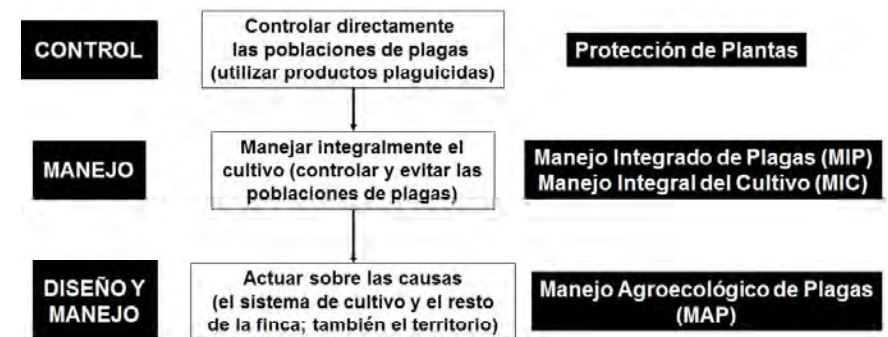 CONTROL
Controlar directamente
las poblaciones de plagas
(utilizar productos plaguicidas)
Protección de Plantas
MANEJO
Manejar integralmente el
cultivo (controlar y evitar las
poblaciones de plagas)
Manejo Integrado de Plagas (MIP)
Manejo Integral del Cultivo (MIC)
DISEÑO Y
MANEJO
Actuar sobre las causas
(el sistema de cultivo y el resto
de la finca; también el territorio)
Manejo Agroecológico de Plagas
(MAP)